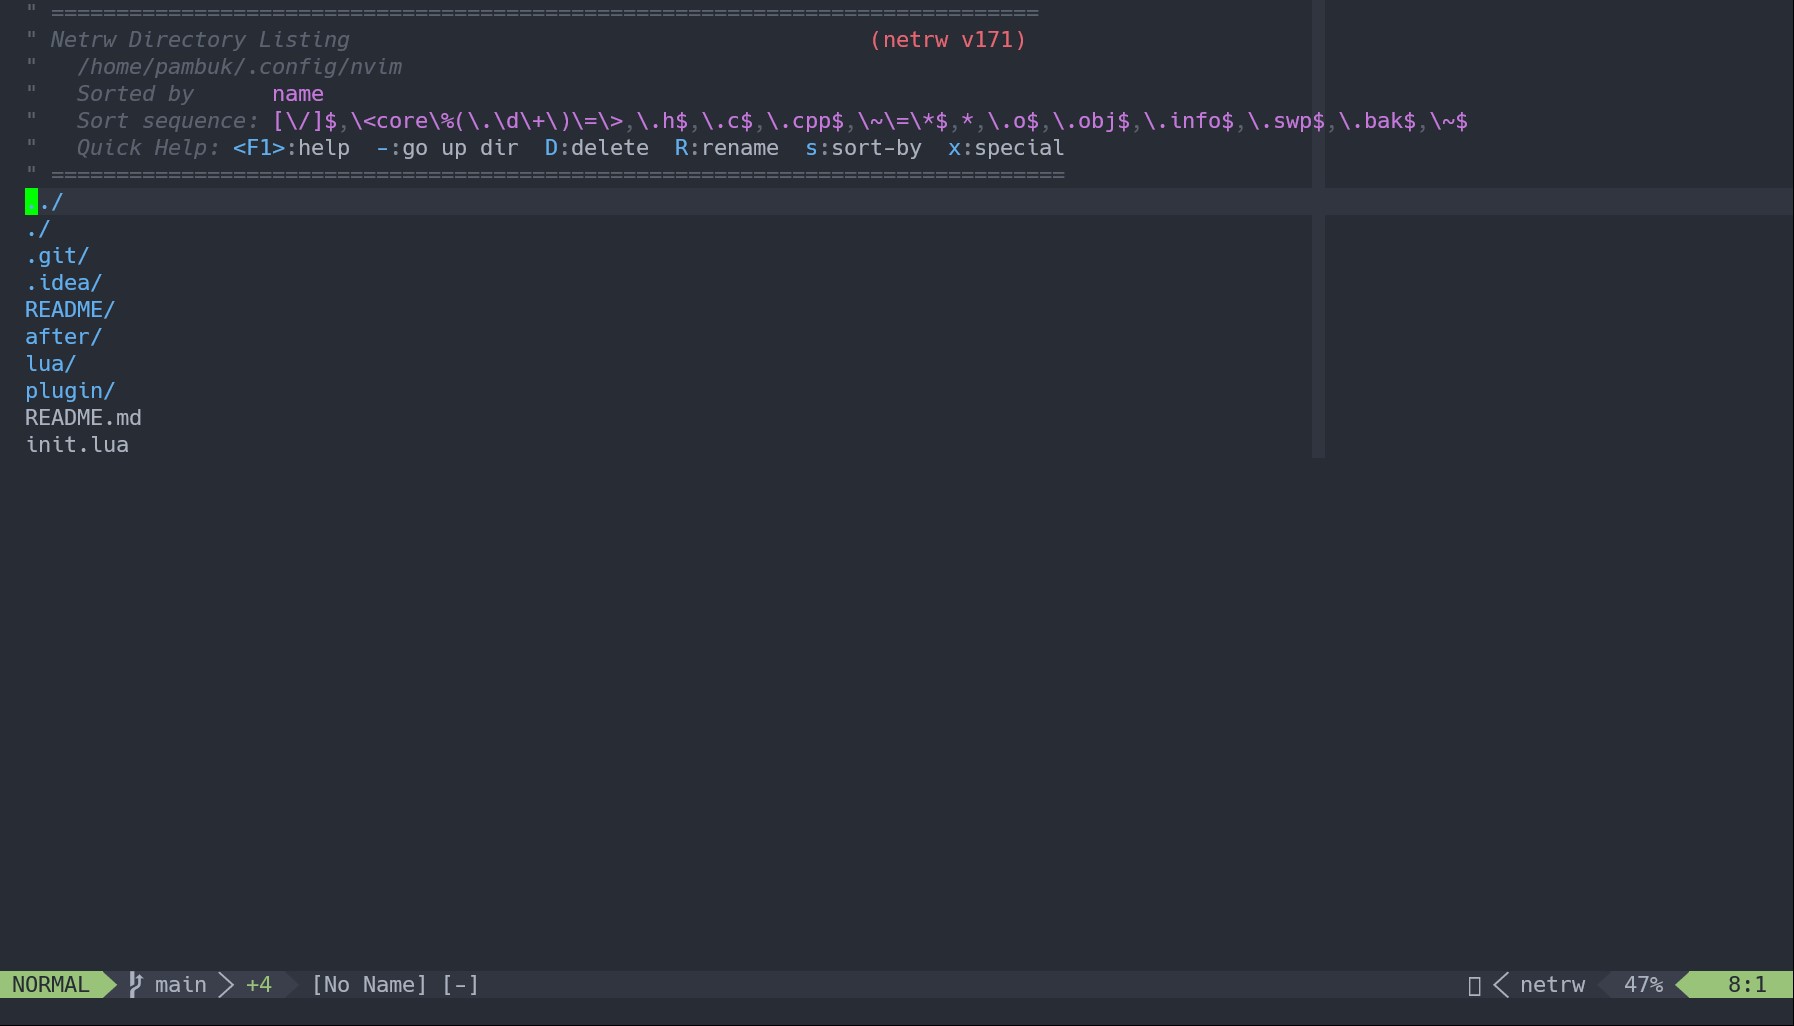 " ============================================================================
" Netrw Directory Listing                                        (netrw v171)
"   /home/pambuk/.config/nvim
"   Sorted by      name
"   Sort sequence: [\/]$,\<core\%(\.\d\+\)\=\>,\.h$,\.c$,\.cpp$,\~\=\*$,*,\.o$,\.obj$,\.info$,\.swp$,\.bak$,\~$
"   Quick Help: <F1>:help  -:go up dir  D:delete  R:rename  s:sort-by  x:special
" ==============================================================================
../
./
.git/
.idea/
README/
after/
lua/
plugin/
README.md
init.lua
NORMAL main +4 [No Name] [-] netrw 47% 8:1